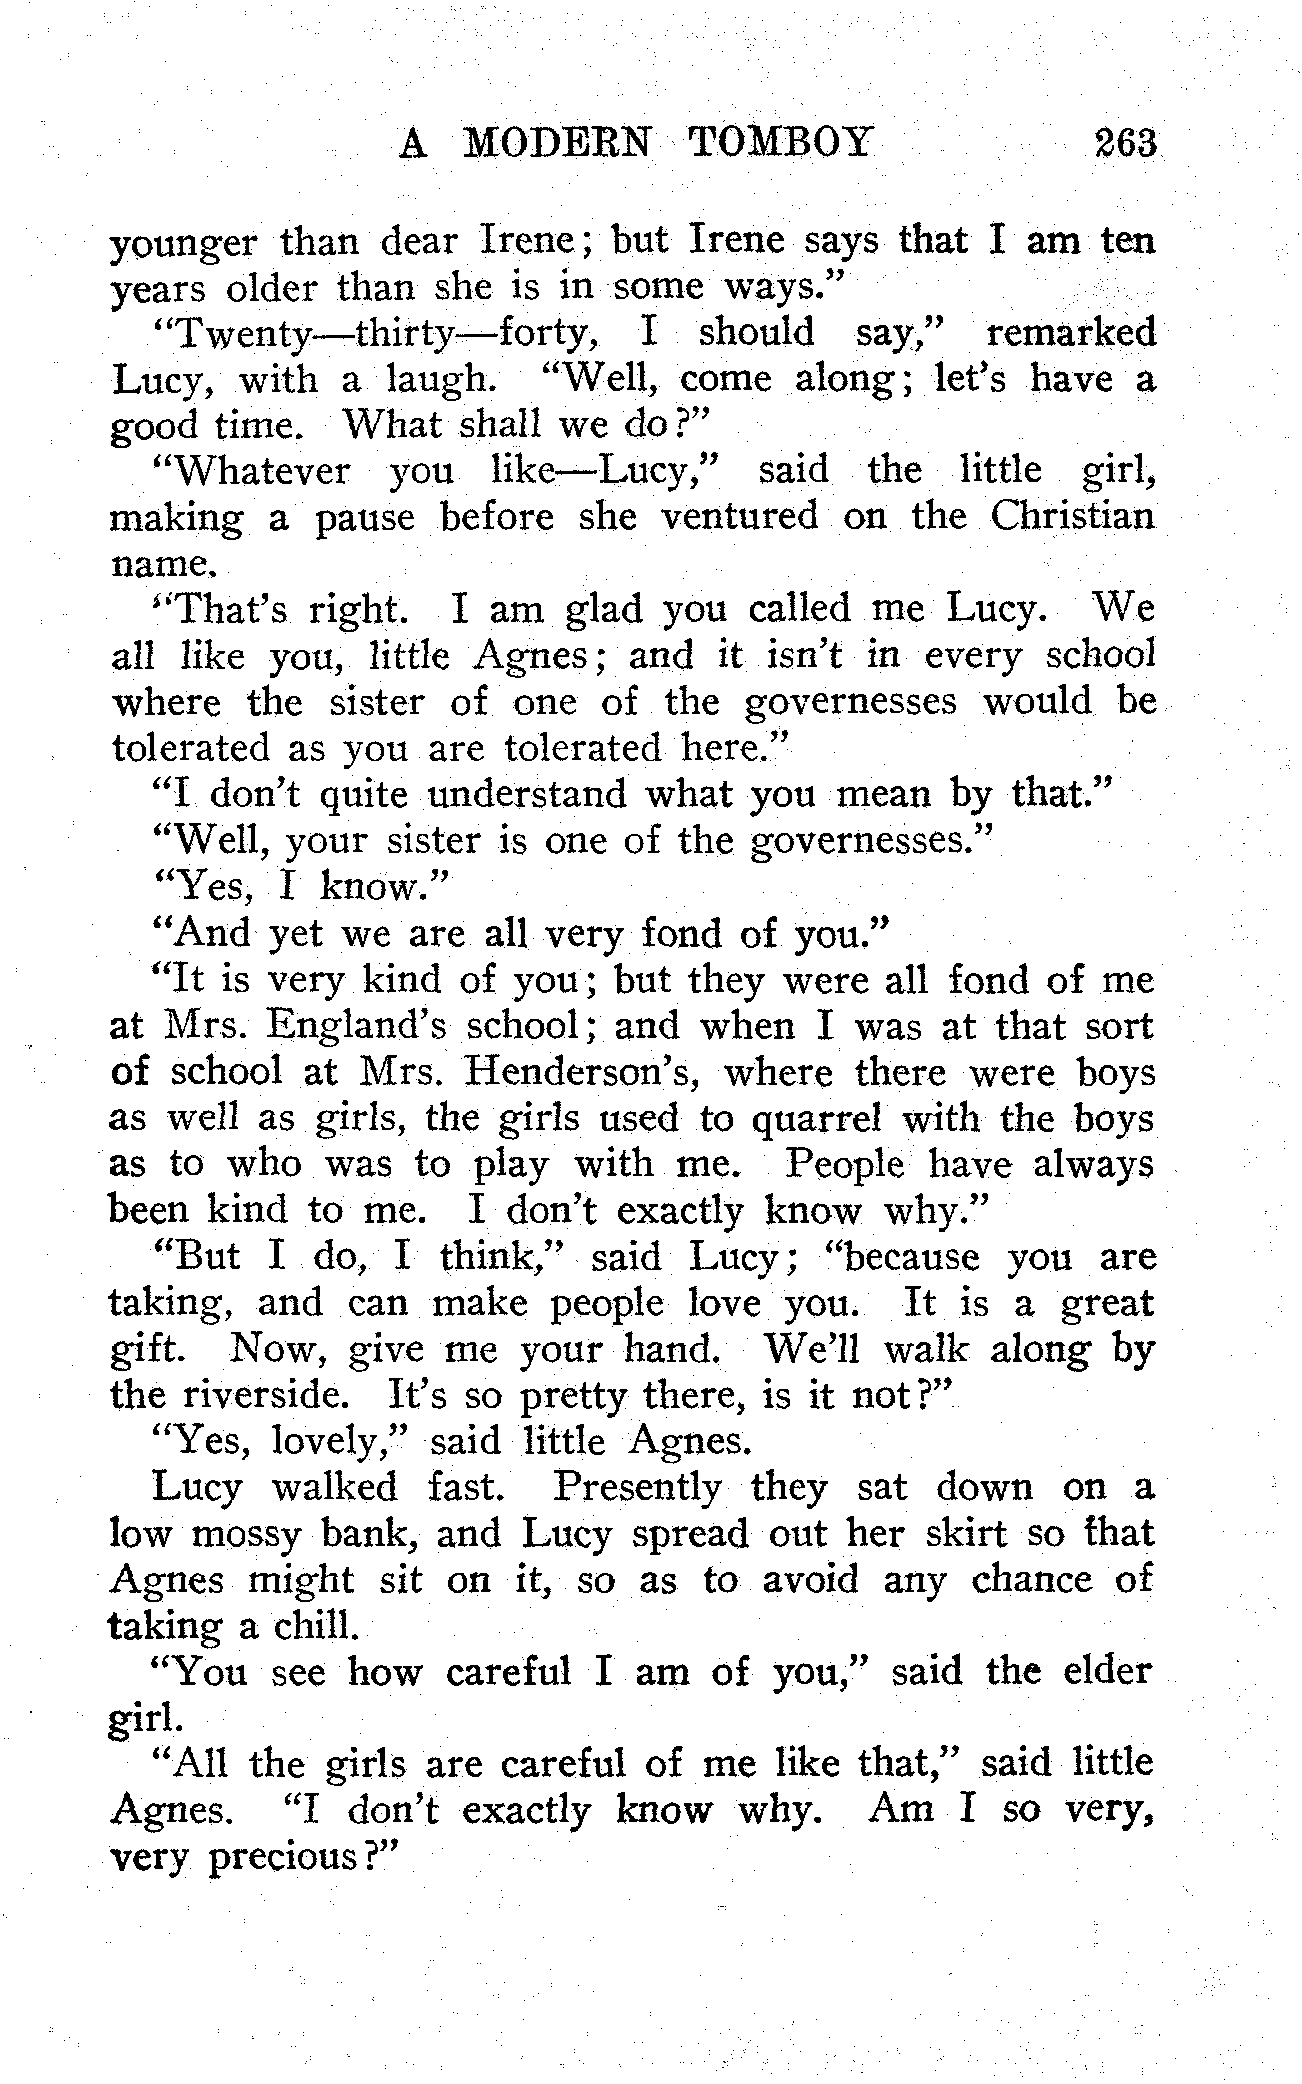 A MODERN TOMBOY 263
younger than dear Irene; but Irene says that I am ten
years older than she is in some ways."
"Twenty—thirty—forty, I should say," remarked
Lucy, with a laugh. "Well, come along; let's have a
good time. What shall we do?"
"Whatever you like—Lucy," said the little girl,
making a pause before she ventured on the Christian
name.
"That's right. I am glad you called me Lucy. We
all like you, little Agnes; and it isn't in every school
where the sister of one of the governesses would be
tolerated as you are tolerated here."
"I don't quite understand what you mean by that."
"Well, your sister is one of the governesses."
"Yes, I know."
"And yet we are all very fond of you."
"It is very kind of you; but they were all fond of me
at Mrs. England's school; and when I was at that sort
of school at Mrs. Henderson's, where there were boys
as well as girls, the girls used to quarrel with the boys
as to who was to play with me. People have always
been kind to me. I don't exactly know why."
"But I do, I think," said Lucy; "because you are
taking, and can make people love you. It is a great
gift. Now, give me your hand. We'll walk along by
the riverside. It's so pretty there, is it not?"
"Yes, lovely," said little Agnes.
Lucy walked fast. Presently they sat down on a
low mossy bank, and Lucy spread out her skirt so that
Agnes might sit on it, so as to avoid any chance of
taking a chill.
"You see how careful I am of you," said the elder
girl.
"All the girls are careful of me like that," said little
Agnes. "I don't exactly know why. Am I so very,
very precious?"